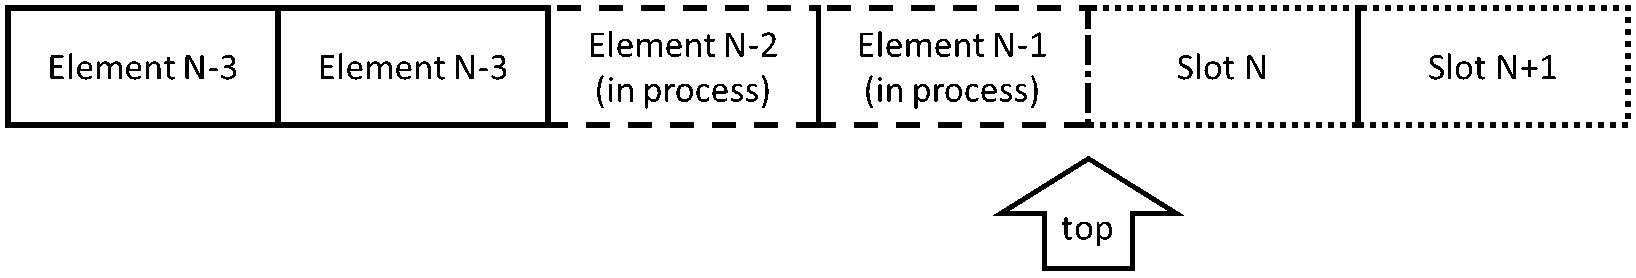 Element N-3
Element N-3
Element N-2
(in process)
Element N-1
(in process)
Slot N
Slot N+1
top